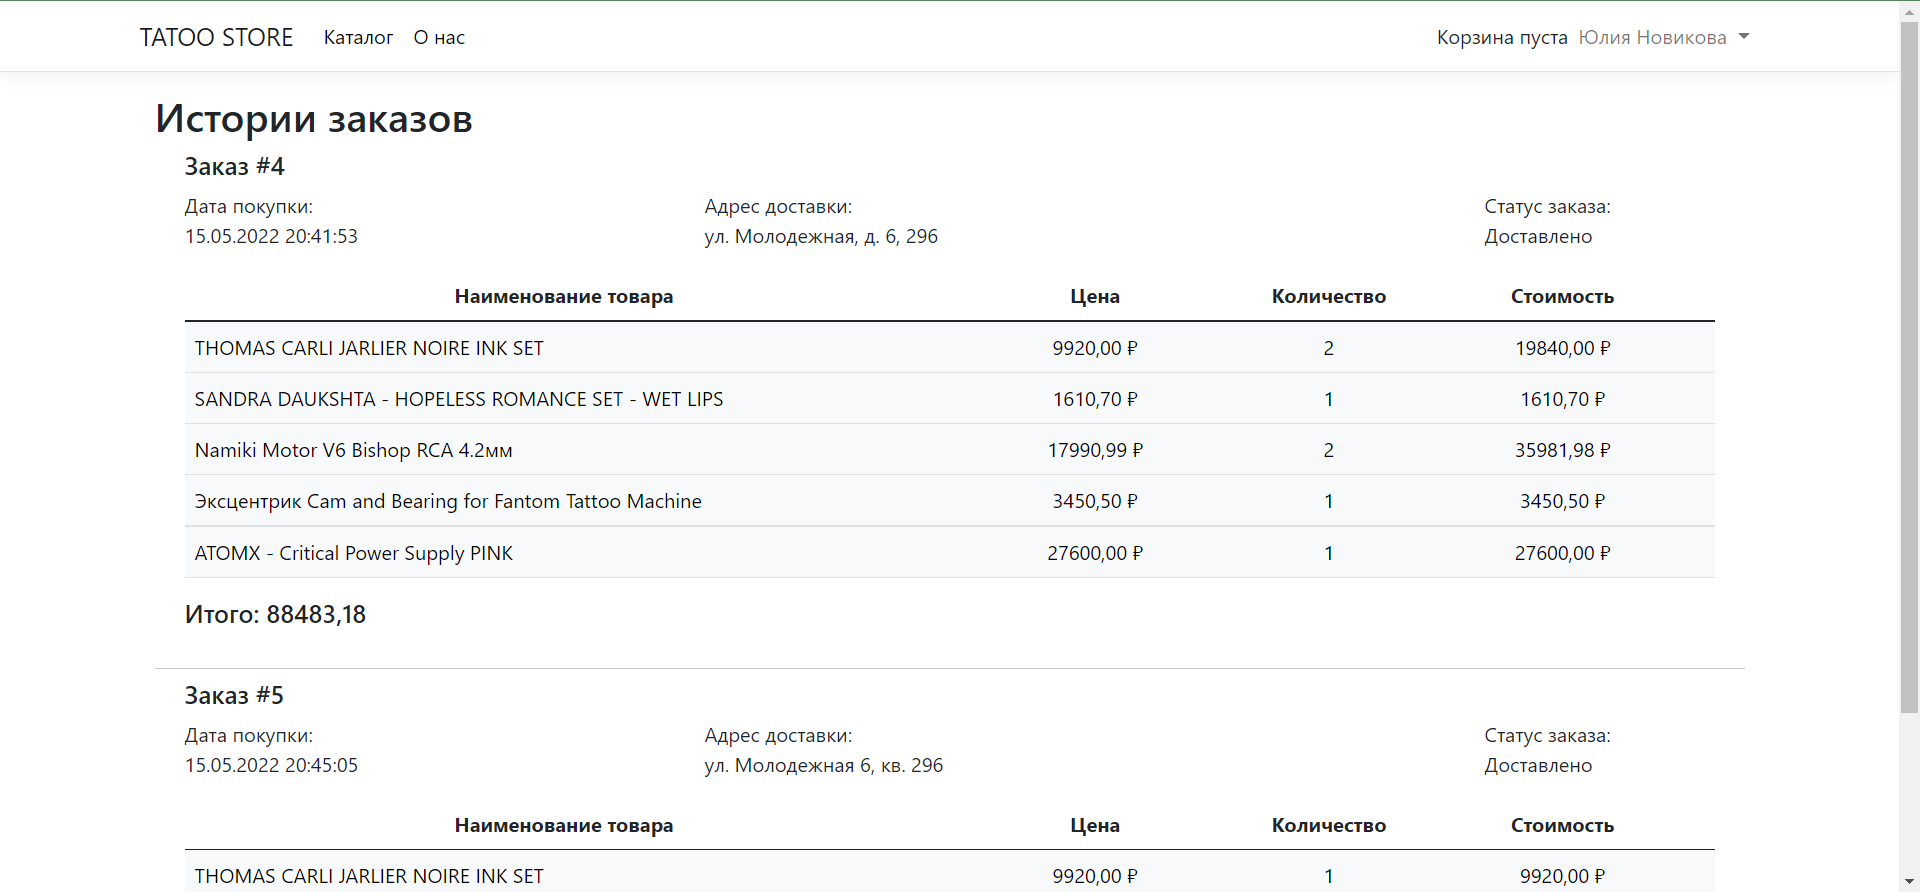 TATOO STORE Каталог О нас Корзина пуста Юлия Новикова
Истории заказов
Заказ #4
Дата покупки: Адрес доставки: Статус заказа:
15.05.2022 20:41:53 ул. Молодежная, д. 6, 296 Доставлено
Наименование товара Цена Количество Стоимость
THOMAS CARLI JARLIER NOIRE INK SET 9920,00 ₽ 2 19840,00 ₽
SANDRA DAUKSHTA - HOPELESS ROMANCE SET - WET LIPS 1610,70 ₽ 1 1610,70 ₽
Namiki Motor V6 Bishop RCA 4.2мм 17990,99 ₽ 2 35981,98 ₽
Эксцентрик Cam and Bearing for Fantom Tattoo Machine 3450,50 ₽ 1 3450,50 ₽
ATOMX - Critical Power Supply PINK 27600,00 ₽ 1 27600,00 ₽
Итого: 88483,18
Заказ #5
Дата покупки: Адрес доставки: Статус заказа:
15.05.2022 20:45:05 ул. Молодежная 6, кв. 296 Доставлено
Наименование товара Цена Количество Стоимость
THOMAS CARLI JARLIER NOIRE INK SET 9920,00 ₽ 1 9920,00 ₽